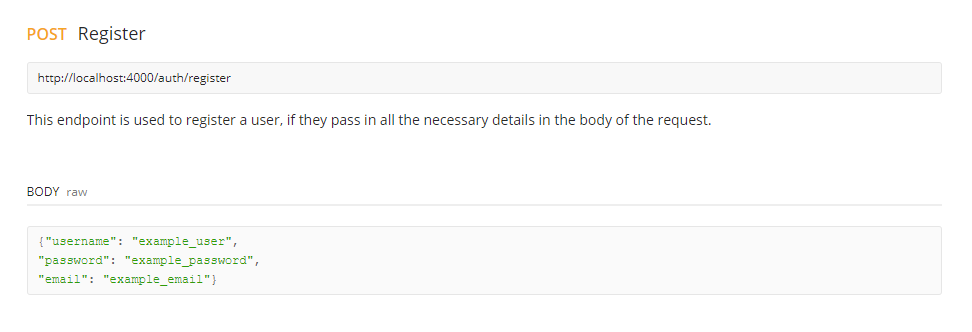 POST Register
http://localhost:4000/auth/register
This endpoint is used to register a user, if they pass in all the necessary details in the body of the request.
BODY raw
{"username": "example_user",
"password": "example_password",
"email": "example_email"}